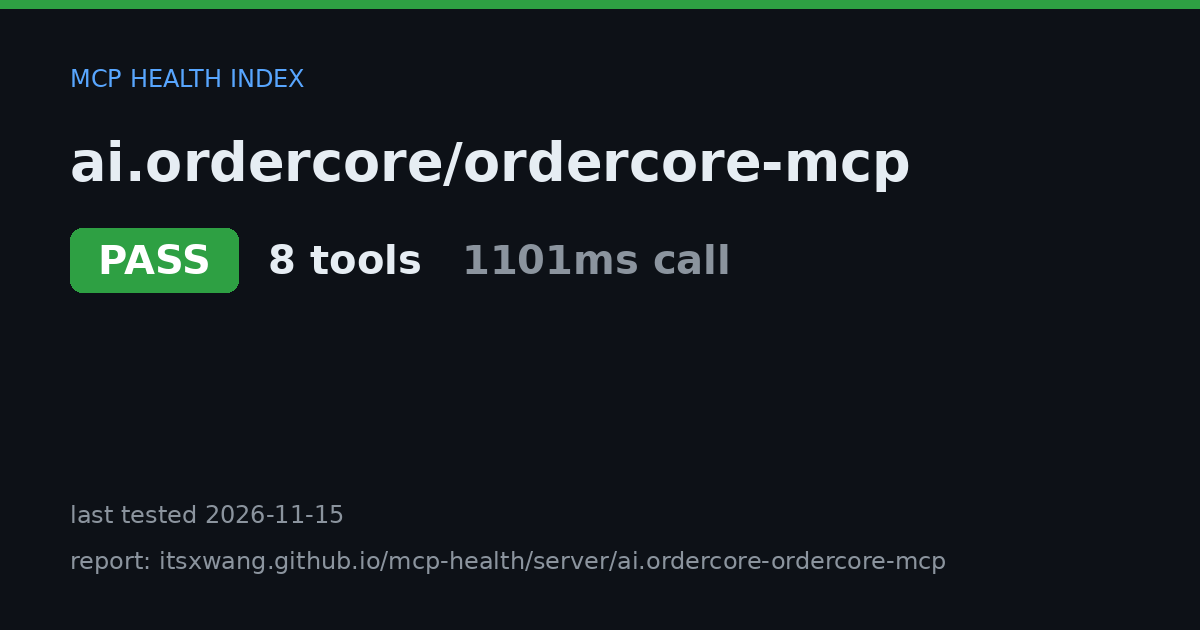 MCP HEALTH INDEX
ai.ordercore/ordercore-mcp
PASS 8 tools 1101ms call
last tested 2026-11-15
report: itsxwang.github.io/mcp-health/server/ai.ordercore-ordercore-mcp